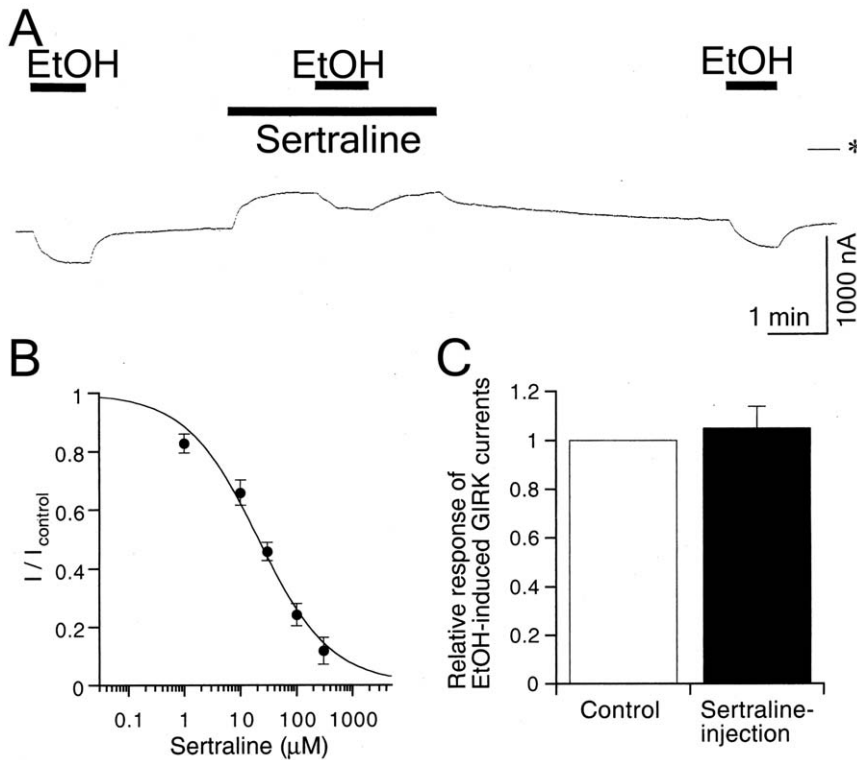 A
EtOH EtOH EtOH
Sertraline
*
1000 nA
1 min
B
1
0.8
0.6
0.4
0.2
0
I / Icontrol
0.1 1 10 100 1000
Sertraline (μM)
C
1.2
1
0.8
0.6
0.4
0.2
0
Relative response of
EtOH-induced GIRK currents
Control
Sertraline-
injection